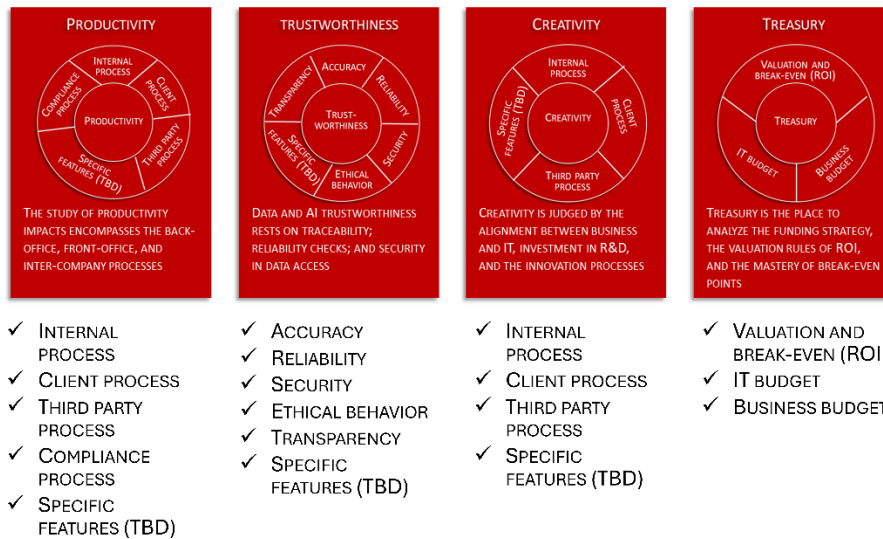 PRODUCTIVITY
INTERNAL
PROCESS
CLIENT
PROCESS
THIRD PARTY
PROCESS
SPECIFIC
FEATURES (TBD)
COMPLIANCE
PROCESS
PRODUCTIVITY
THE STUDY OF PRODUCTIVITY
IMPACTS ENCOMPASSES THE BACK-
OFFICE, FRONT-OFFICE, AND
INTER-COMPANY PROCESSES
TRUSTWORTHINESS
ACCURACY
RELIABILITY
SECURITY
ETHICAL
BEHAVIOR
SPECIFIC
FEATURES (TBD)
TRANSPARENCY
TRUST-
WORTHINESS
DATA AND AI TRUSTWORTHINESS
RESTS ON TRACEABILITY;
RELIABILITY CHECKS; AND SECURITY
IN DATA ACCESS
CREATIVITY
INTERNAL
PROCESS
CLIENT
PROCESS
THIRD PARTY
PROCESS
SPECIFIC
FEATURES (TBD)
CREATIVITY
CREATIVITY IS JUDGED BY THE
ALIGNMENT BETWEEN BUSINESS
AND IT, INVESTMENT IN R&D,
AND THE INNOVATION PROCESSES
TREASURY
VALUATION AND
BREAK-EVEN (ROI)
BUSINESS
BUDGET
IT BUDGET
TREASURY
TREASURY IS THE PLACE TO
ANALYZE THE FUNDING STRATEGY,
THE VALUATION RULES OF ROI,
AND THE MASTERY OF BREAK-EVEN
POINTS
✓ INTERNAL
PROCESS
✓ CLIENT PROCESS
✓ THIRD PARTY
PROCESS
✓ COMPLIANCE
PROCESS
✓ SPECIFIC
FEATURES (TBD)
✓ ACCURACY
✓ RELIABILITY
✓ SECURITY
✓ ETHICAL BEHAVIOR
✓ TRANSPARENCY
✓ SPECIFIC
FEATURES (TBD)
✓ INTERNAL
PROCESS
✓ CLIENT PROCESS
✓ THIRD PARTY
PROCESS
✓ SPECIFIC
FEATURES (TBD)
✓ VALUATION AND
BREAK-EVEN (ROI
✓ IT BUDGET
✓ BUSINESS BUDGET